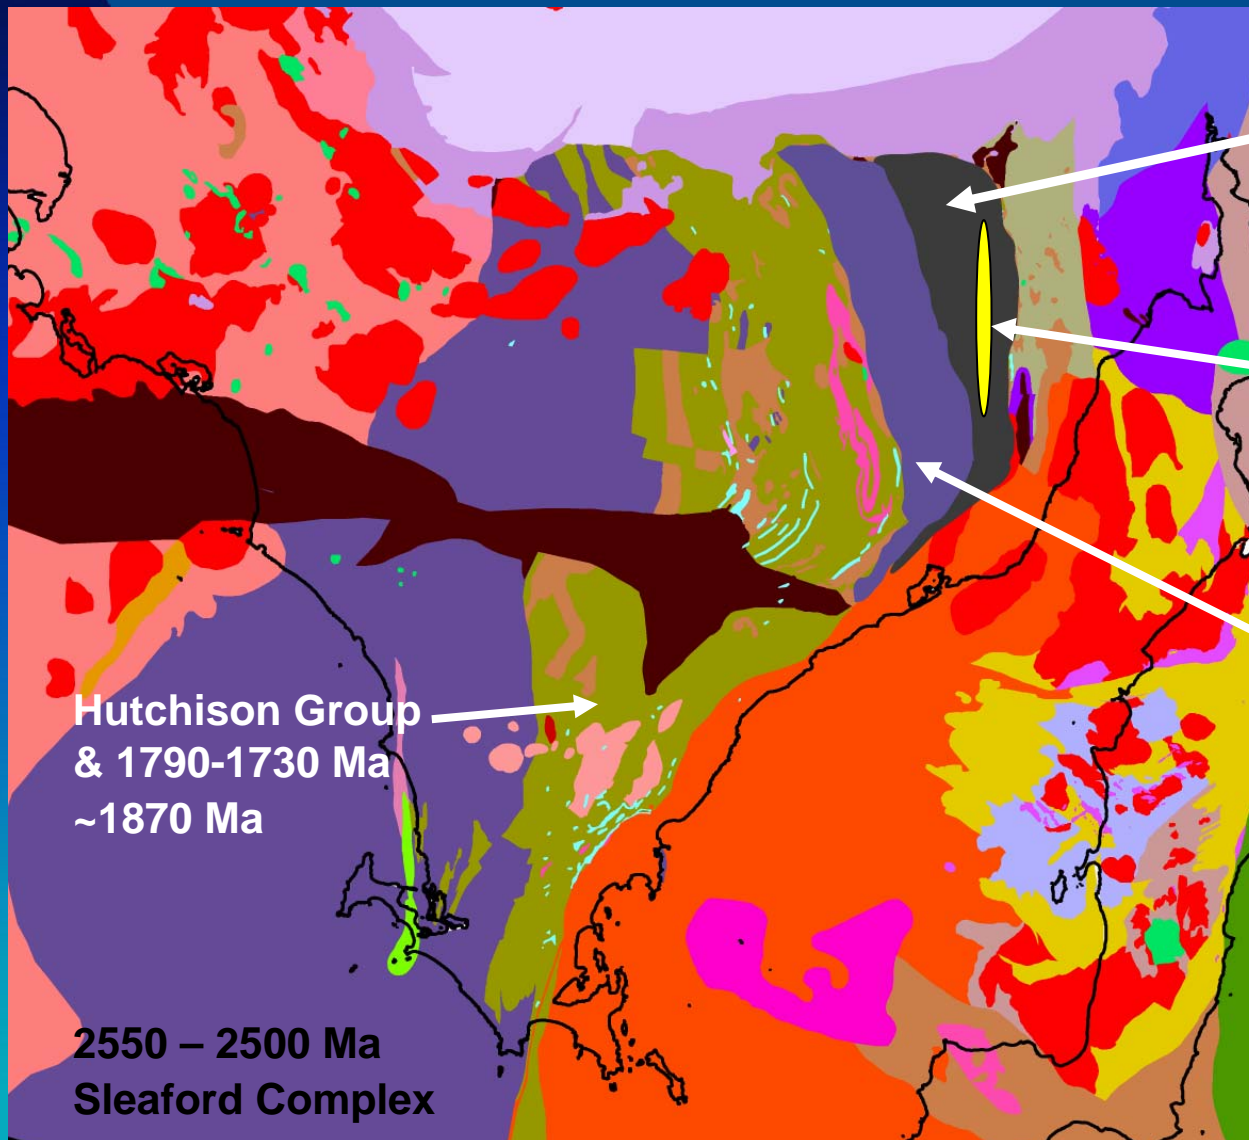 Hutchison Group
& 1790-1730 Ma
~1870 Ma
2550 – 2500 Ma
Sleaford Complex